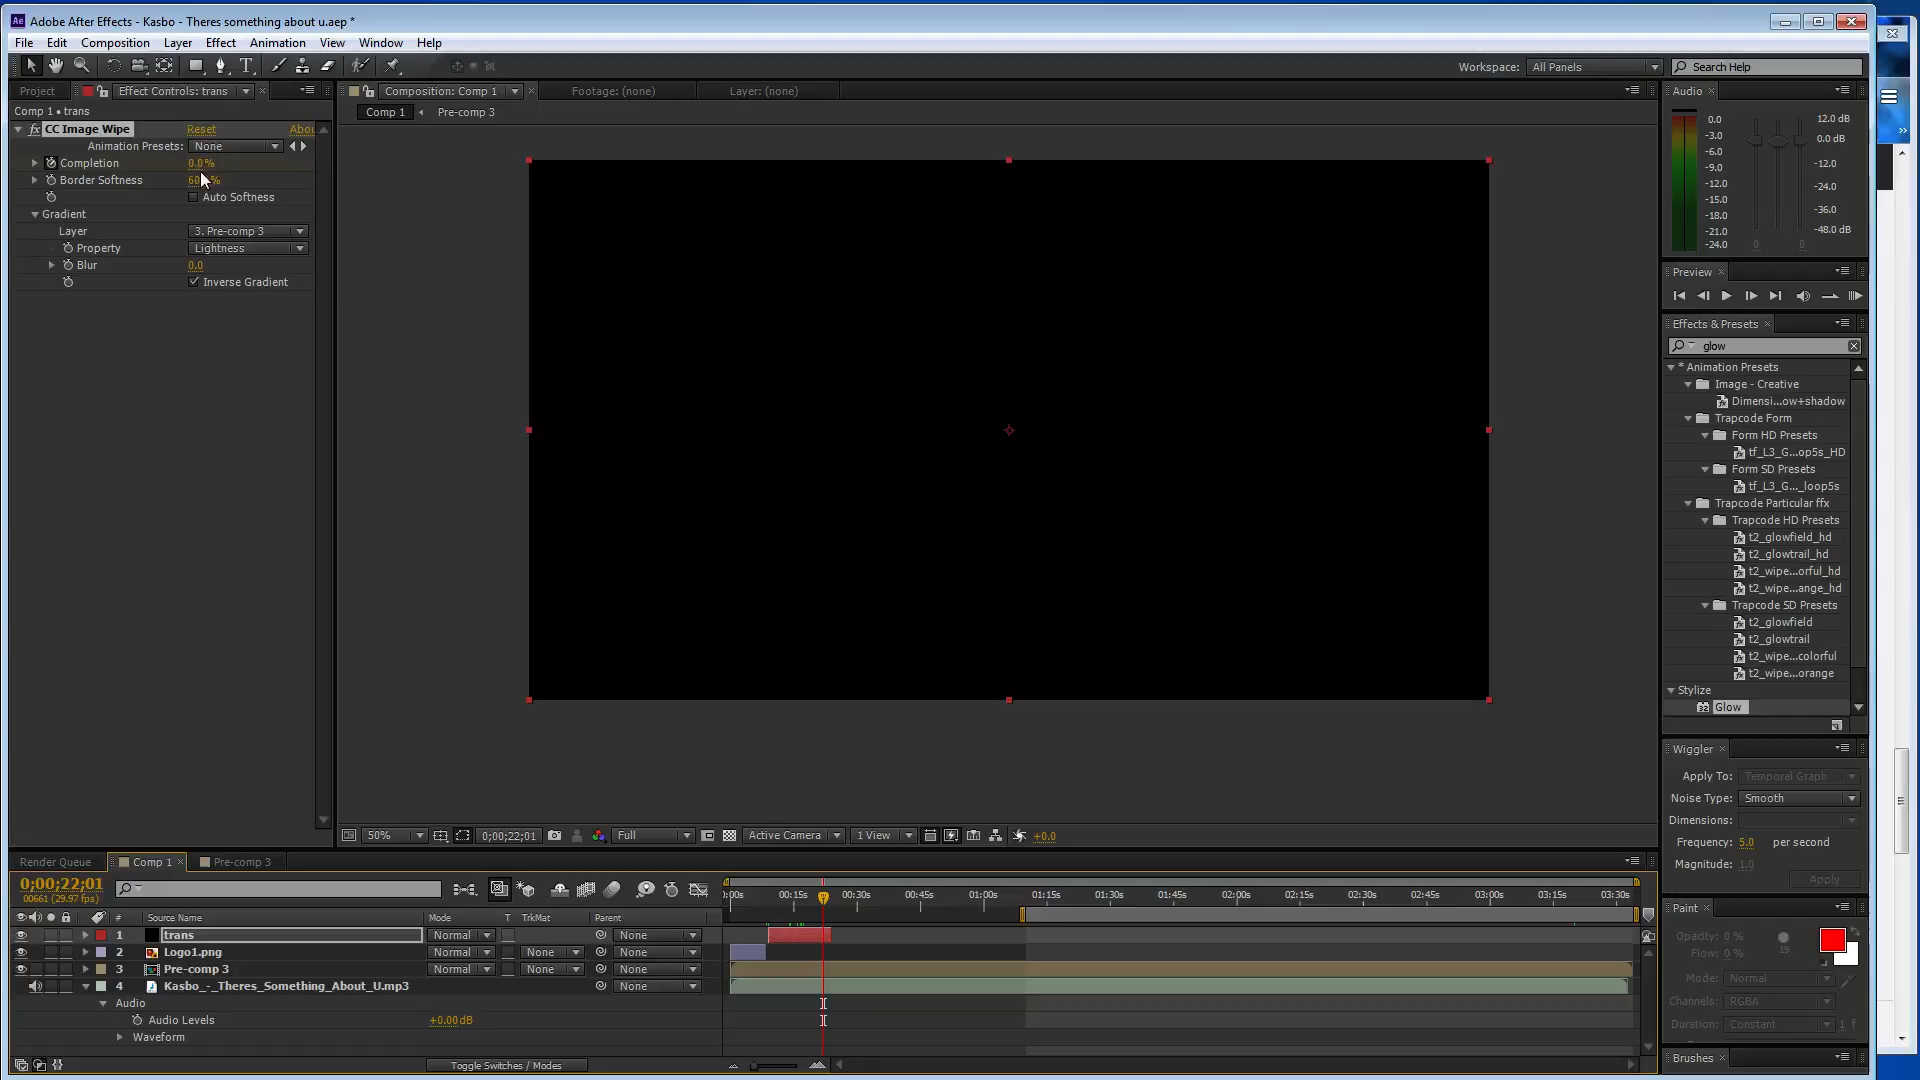 Adobe After Effects - Kasbo - Theres something about u.aep *
File Edit Composition Layer Effect Animation View Window Help
Workspace: All Panels Search Help
Project Effect Controls: trans Composition: Comp 1 Footage: (none) Layer: (none) Audio
Comp 1 • trans
Comp 1 Pre-comp 3
CC Image Wipe Reset
Animation Presets: None
Completion 0.0%
Border Softness
Auto Softness
Gradient
Layer 3. Pre-comp 3
Property Lightness
Blur 0.0
Inverse Gradient
0.0
-3.0
-6.0
-9.0
-12.0
-15.0
-18.0
-21.0
-24.0
12.0 dB
0.0 dB
-12.0
-24.0
-36.0
-48.0 dB
0 0
Preview
Effects & Presets
glow
* Animation Presets
Image - Creative
Dimensi...ow+shadow
Trapcode Form
Form HD Presets
tf_L3_G...op5s_HD
Form SD Presets
tf_L3_G..._loop5s
Trapcode Particular ffx
Trapcode HD Presets
t2_glowfield_hd
t2_glowtrail_hd
t2_wipe...orful_hd
t2_wipe...ange_hd
Trapcode SD Presets
t2_glowfield
t2_glowtrail
t2_wipe...colorful
t2_wipe...orange
Stylize
32 Glow
Wiggler
Apply To: Temporal Graph
Noise Type: Smooth
Dimensions:
Frequency: 5.0 per second
Magnitude: 1.0
Apply
Paint
Opacity: 0 %
Flow: 0 %
19
Mode: Normal
Channels: RGBA
Duration: Constant 1 f
Brushes
50% 0;00;22;01 Full Active Camera 1 View +0.0
Render Queue Comp 1 Pre-comp 3
0;00;22;01
00661 (29.97 fps)
:00s 00:15s 00:30s 00:45s 01:00s 01:15s 01:30s 01:45s 02:00s 02:15s 02:30s 02:45s 03:00s 03:15s 03:30s
# Source Name Mode T TrkMat Parent
1 trans Normal None
2 Logo1.png Normal None None
3 Pre-comp 3 Normal None None
4 Kasbo_-_Theres_Something_About_U.mp3 None
Audio
Audio Levels +0.00 dB
Waveform
Toggle Switches / Modes